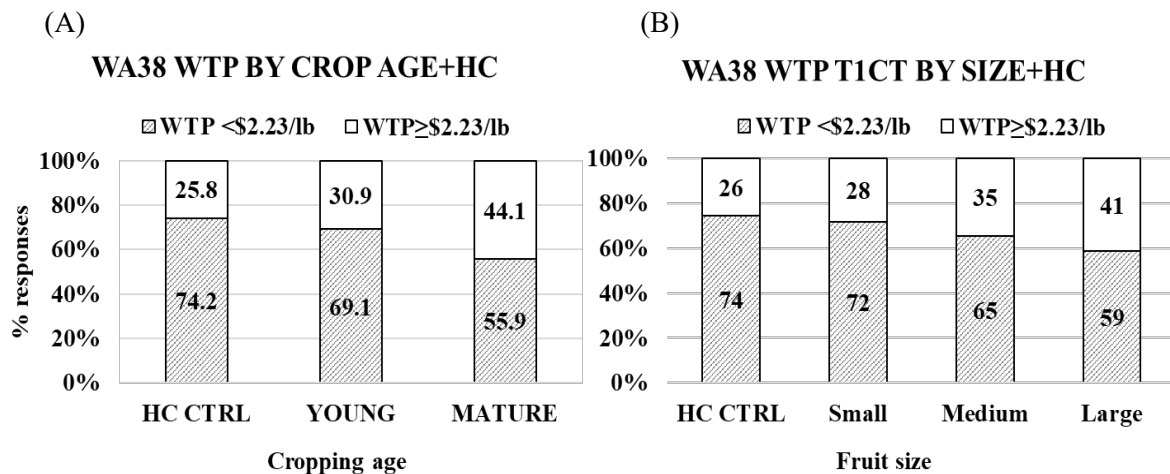 (A)
WA38 WTP BY CROP AGE+HC
WTP <$2.23/lb WTP≥$2.23/lb
100%
80%
60%
40%
20%
0%
% responses
25.8 30.9 44.1
74.2 69.1 55.9
HC CTRL YOUNG MATURE
Cropping age
(B)
WA38 WTP T1CT BY SIZE+HC
WTP <$2.23/lb WTP≥$2.23/lb
100%
80%
60%
40%
20%
0%
26 28 35 41
74 72 65 59
HC CTRL Small Medium Large
Fruit size